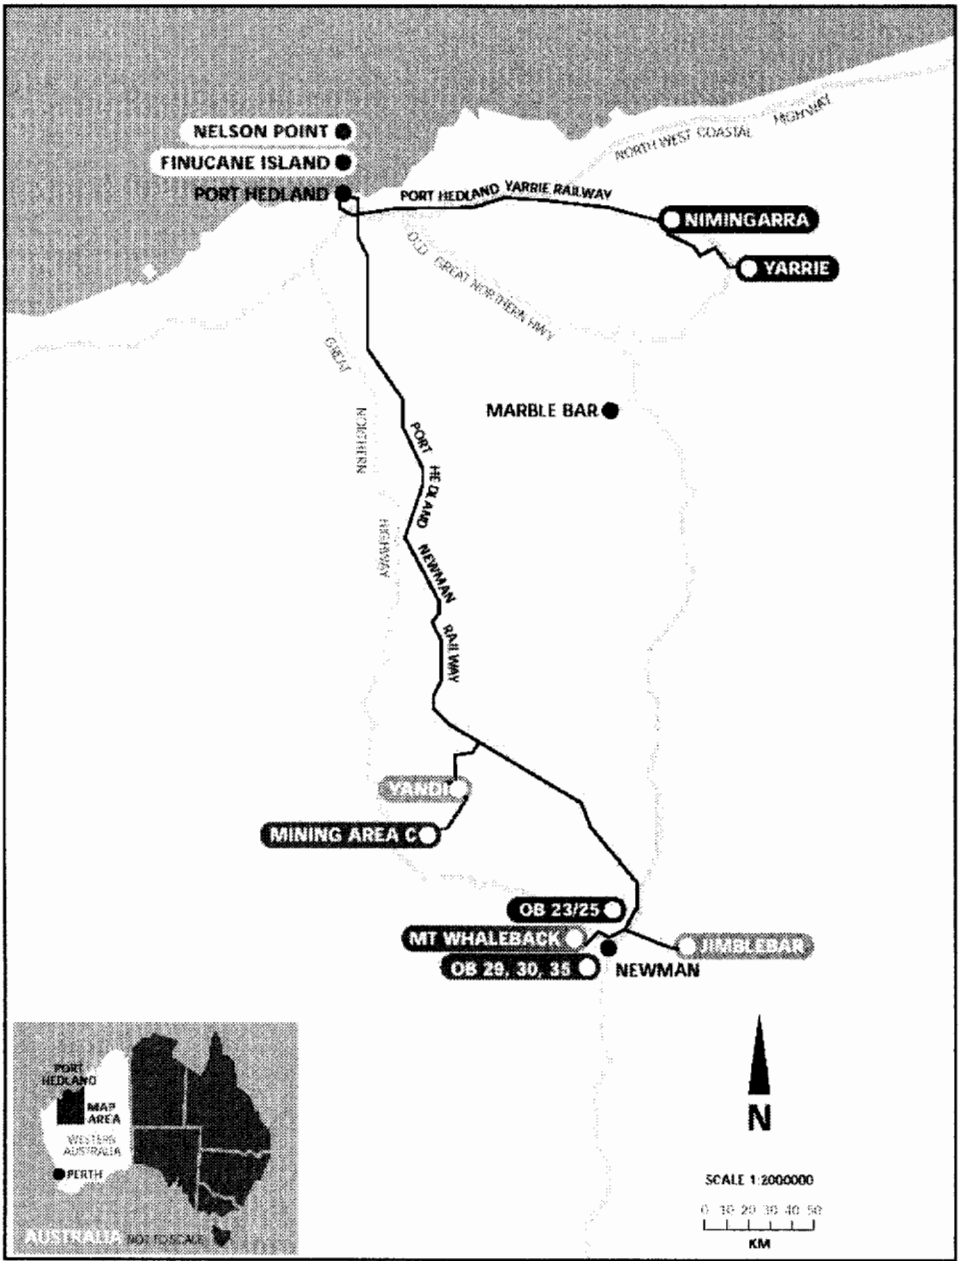 NORTH WEST COASTAL HIGHWAY
NELSON POINT
FINUCANE ISLAND
PORT HEDLAND
PORT HEDLAND YARRIE RAILWAY
NIMINGARRA
YARRIE
OLD GREAT NORTHERN HWY
GREAT NORTHERN HIGHWAY
MARBLE BAR
PORT HEDLAND NEWMAN RAILWAY
YANDI
MINING AREA C
OB 23/25
MT WHALEBACK
JIMBLEBAR
OB 29, 30, 35
NEWMAN
PORT
HEDLAND
MAP
AREA
WESTERN
AUSTRALIA
PERTH
AUSTRALIA NOT TO SCALE
N
SCALE 1:2000000
0 10 20 30 40 50
KM